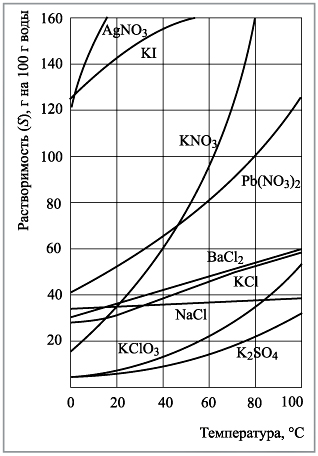 Растворимость (S), г на 100 г воды
160
140
120
100
80
60
40
20
AgNO3
KI
KNO3
Pb(NO3)2
BaCl2
KCl
NaCl
KClO3
K2SO4
0 20 40 60 80 100
Температура, °С